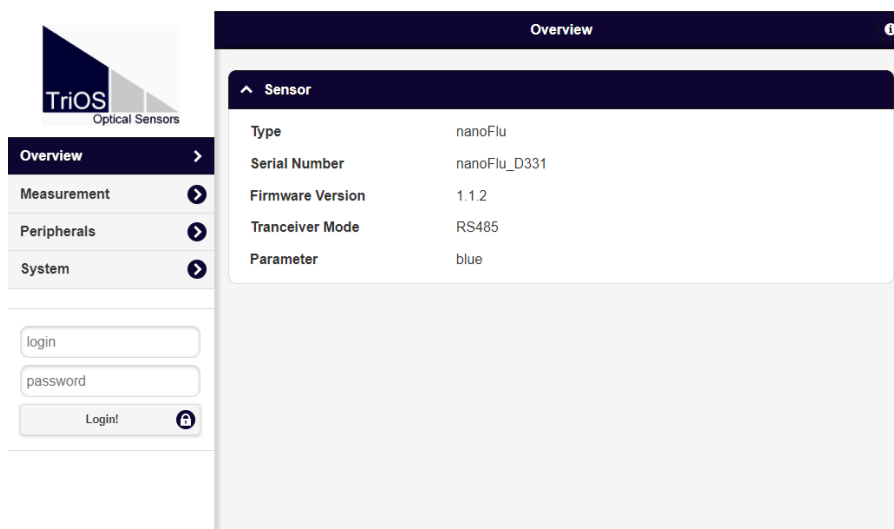 TriOS
Optical Sensors
Overview
Measurement
Peripherals
System
login
password
Login!
Overview
Sensor
Type nanoFlu
Serial Number nanoFlu_D331
Firmware Version 1.1.2
Tranceiver Mode RS485
Parameter blue